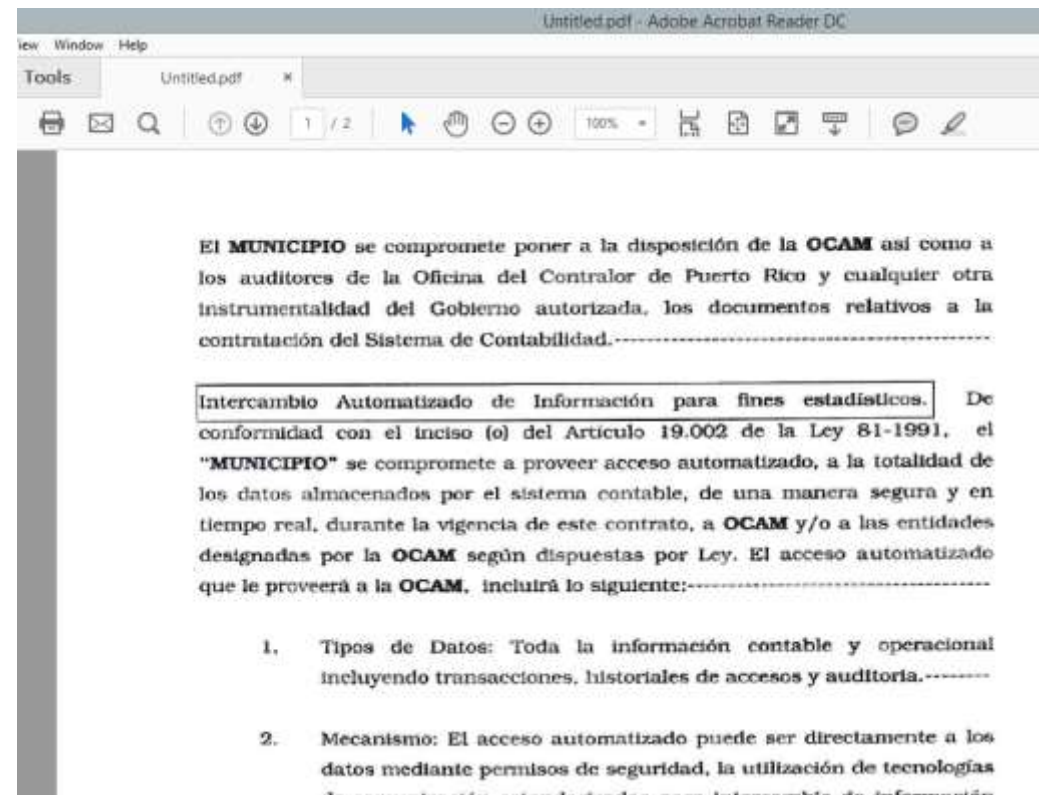 Untitled.pdf - Adobe Acrobat Reader DC
iew Window Help
Tools Untitled.pdf ×
1 / 2 100%
El MUNICIPIO se compromete poner a la disposición de la OCAM así como a
los auditores de la Oficina del Contralor de Puerto Rico y cualquier otra
instrumentalidad del Gobierno autorizada, los documentos relativos a la
contratación del Sistema de Contabilidad.--------------------------------------------
Intercambio Automatizado de Información para fines estadísticos. De
conformidad con el inciso (o) del Artículo 19.002 de la Ley 81-1991, el
"MUNICIPIO" se compromete a proveer acceso automatizado, a la totalidad de
los datos almacenados por el sistema contable, de una manera segura y en
tiempo real, durante la vigencia de este contrato, a OCAM y/o a las entidades
designadas por la OCAM según dispuestas por Ley. El acceso automatizado
que le proveerá a la OCAM, incluirá lo siguiente:-----------------------------------
1. Tipos de Datos: Toda la información contable y operacional
incluyendo transacciones, historiales de accesos y auditoria.--------
2. Mecanismo: El acceso automatizado puede ser directamente a los
datos mediante permisos de seguridad, la utilización de tecnologías